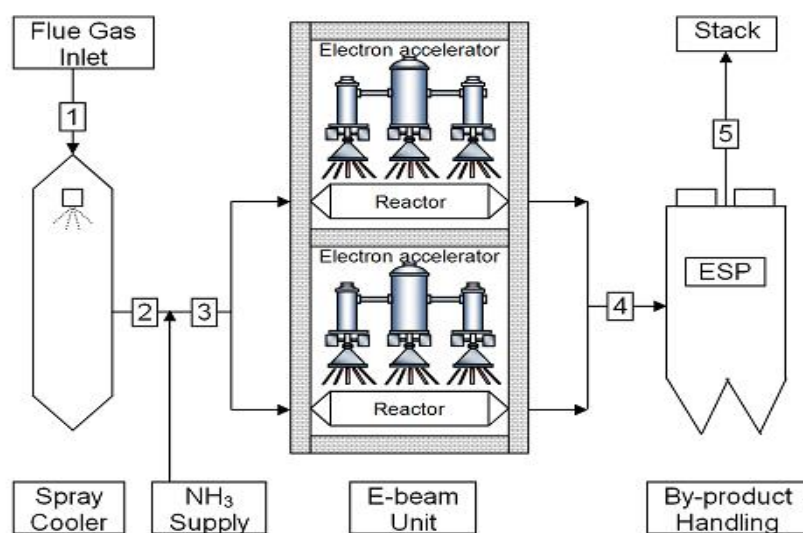 Flue Gas
Inlet
Stack
Electron accelerator
1
5
Reactor
Electron accelerator
ESP
2
3
4
Reactor
Spray
Cooler
NH₃
Supply
E-beam
Unit
By-product
Handling